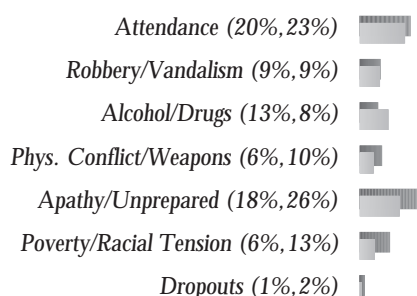 Attendance (20%,23%)
Robbery/Vandalism (9%,9%)
Alcohol/Drugs (13%,8%)
Phys. Conflict/Weapons (6%,10%)
Apathy/Unprepared (18%,26%)
Poverty/Racial Tension (6%,13%)
Dropouts (1%,2%)